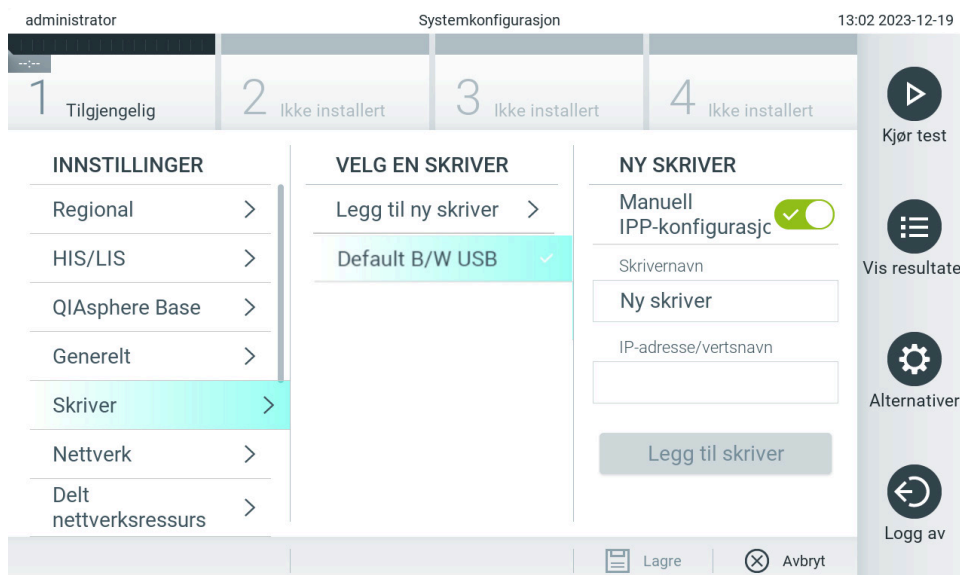 administrator
Systemkonfigurasjon
13:02 2023-12-19
--:--
1 Tilgjengelig
2 Ikke installert
3 Ikke installert
4 Ikke installert
Kjør test
Vis resultate
Alternativer
Logg av
INNSTILLINGER
Regional
HIS/LIS
QIAsphere Base
Generelt
Skriver
Nettverk
Delt
nettverksressurs
VELG EN SKRIVER
Legg til ny skriver
Default B/W USB
NY SKRIVER
Manuell
IPP-konfigurasjc
Skrivernavn
Ny skriver
IP-adresse/vertsnavn
Legg til skriver
Lagre
Avbryt